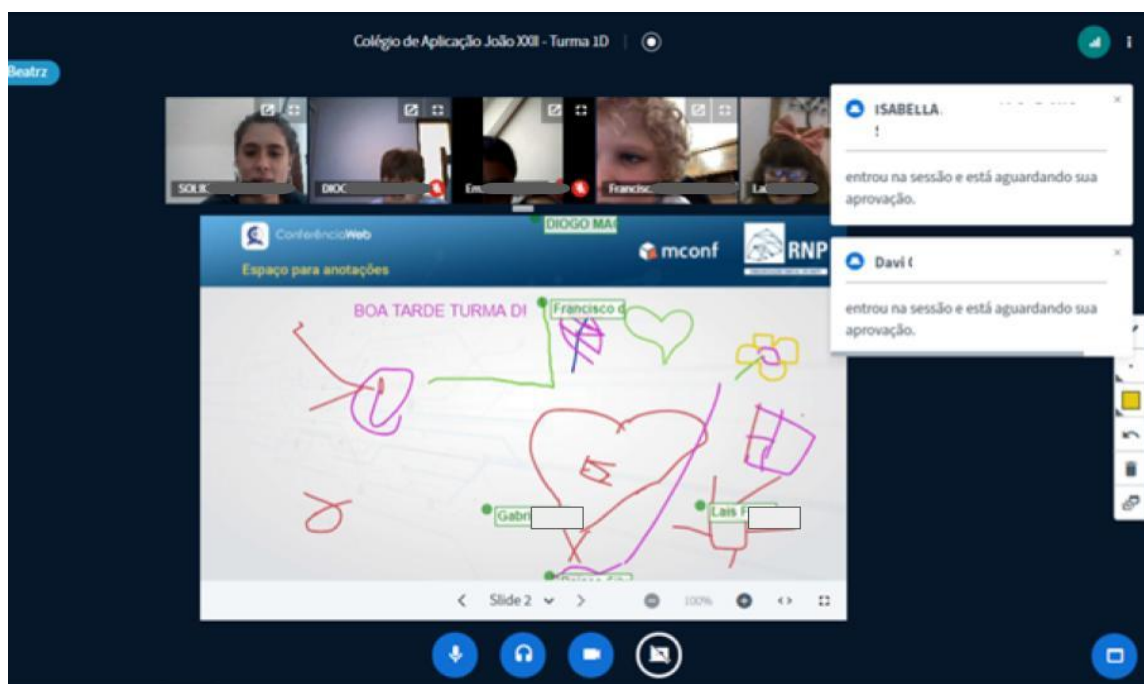 Colégio de Aplicação João XXII - Turma 1D
Beatrz
ISABELLA.
entrou na sessão e está aguardando sua
aprovação.
Davi
entrou na sessão e está aguardando sua
aprovação.
DIOGO
ConferênciaWeb
mconf
RNP
Espaço para anotações
BOA TARDE TURMA D!
Francisco d
Gabri
Lais F
Slide 2
100%